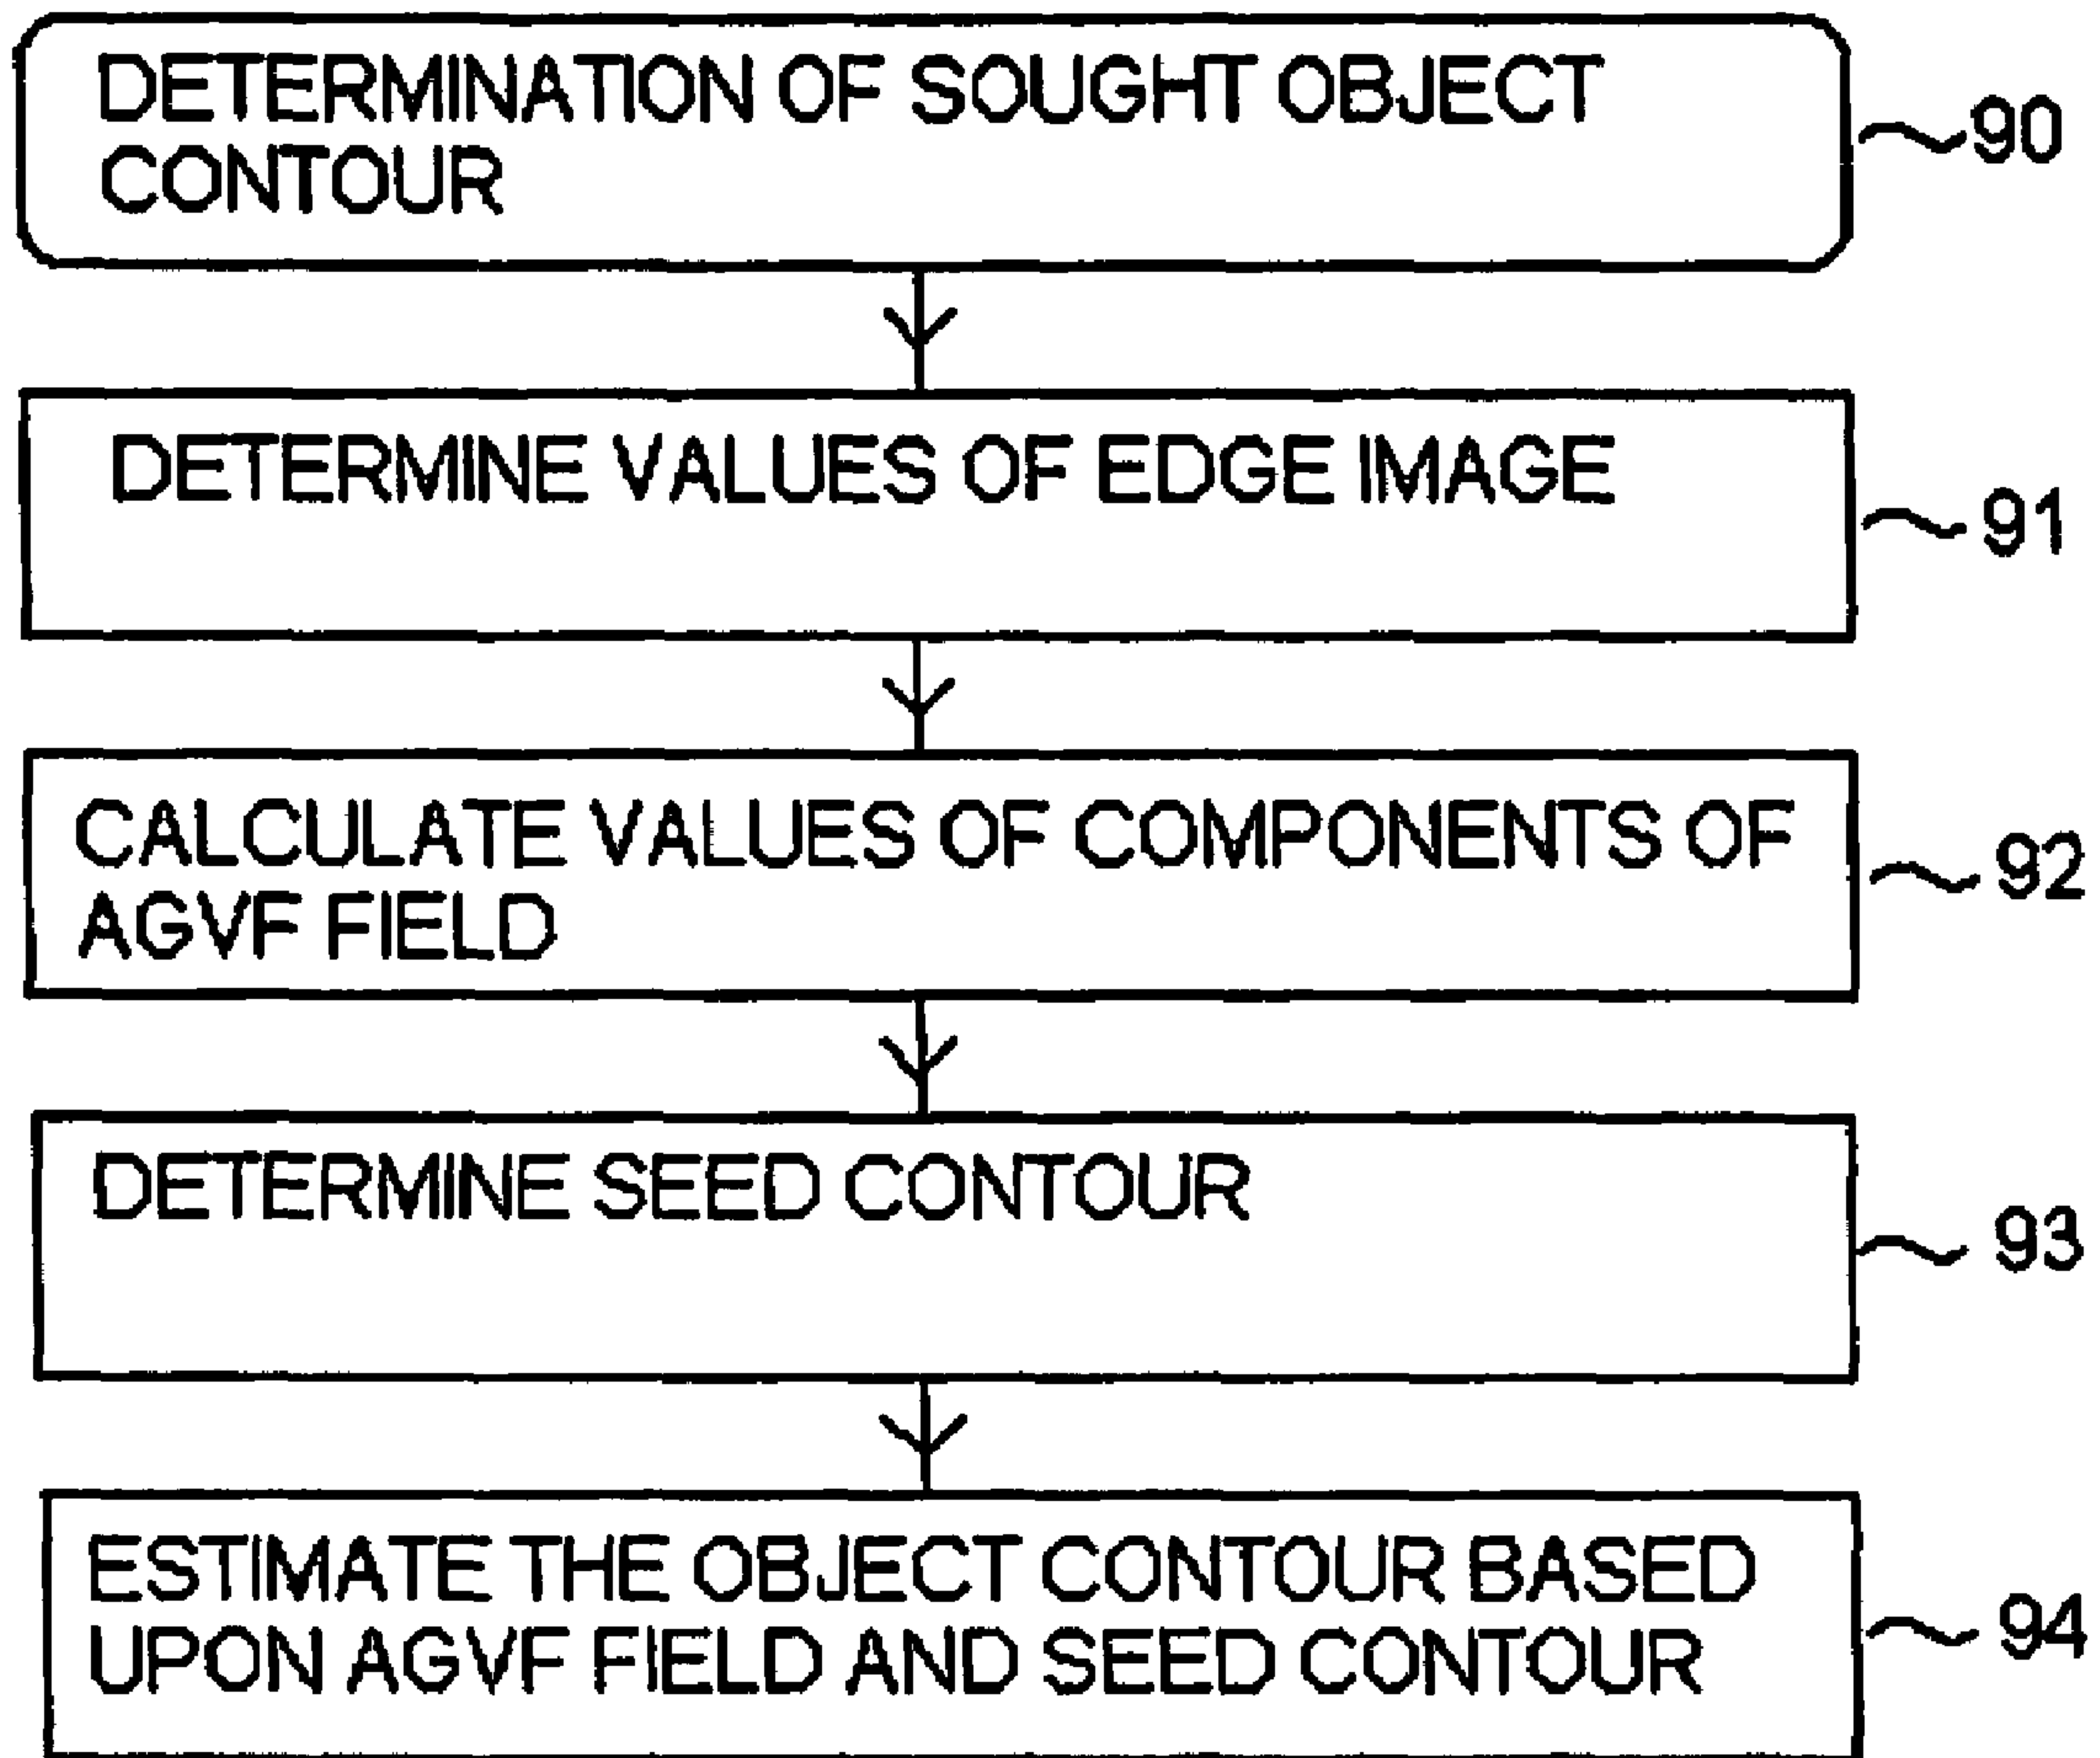 DETERMINATION OF SOUGHT OBJECT
CONTOUR
90
DETERMINE VALUES OF EDGE IMAGE
91
CALCULATE VALUES OF COMPONENTS OF
AGVF FIELD
92
DETERMINE SEED CONTOUR
93
ESTIMATE THE OBJECT CONTOUR BASED
UPON AGVF FIELD AND SEED CONTOUR
94